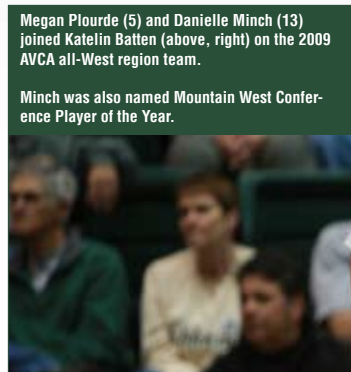 Megan Plourde (5) and Danielle Minch (13)
joined Katelin Batten (above, right) on the 2009
AVCA all-West region team.
Minch was also named Mountain West Confer-
ence Player of the Year.